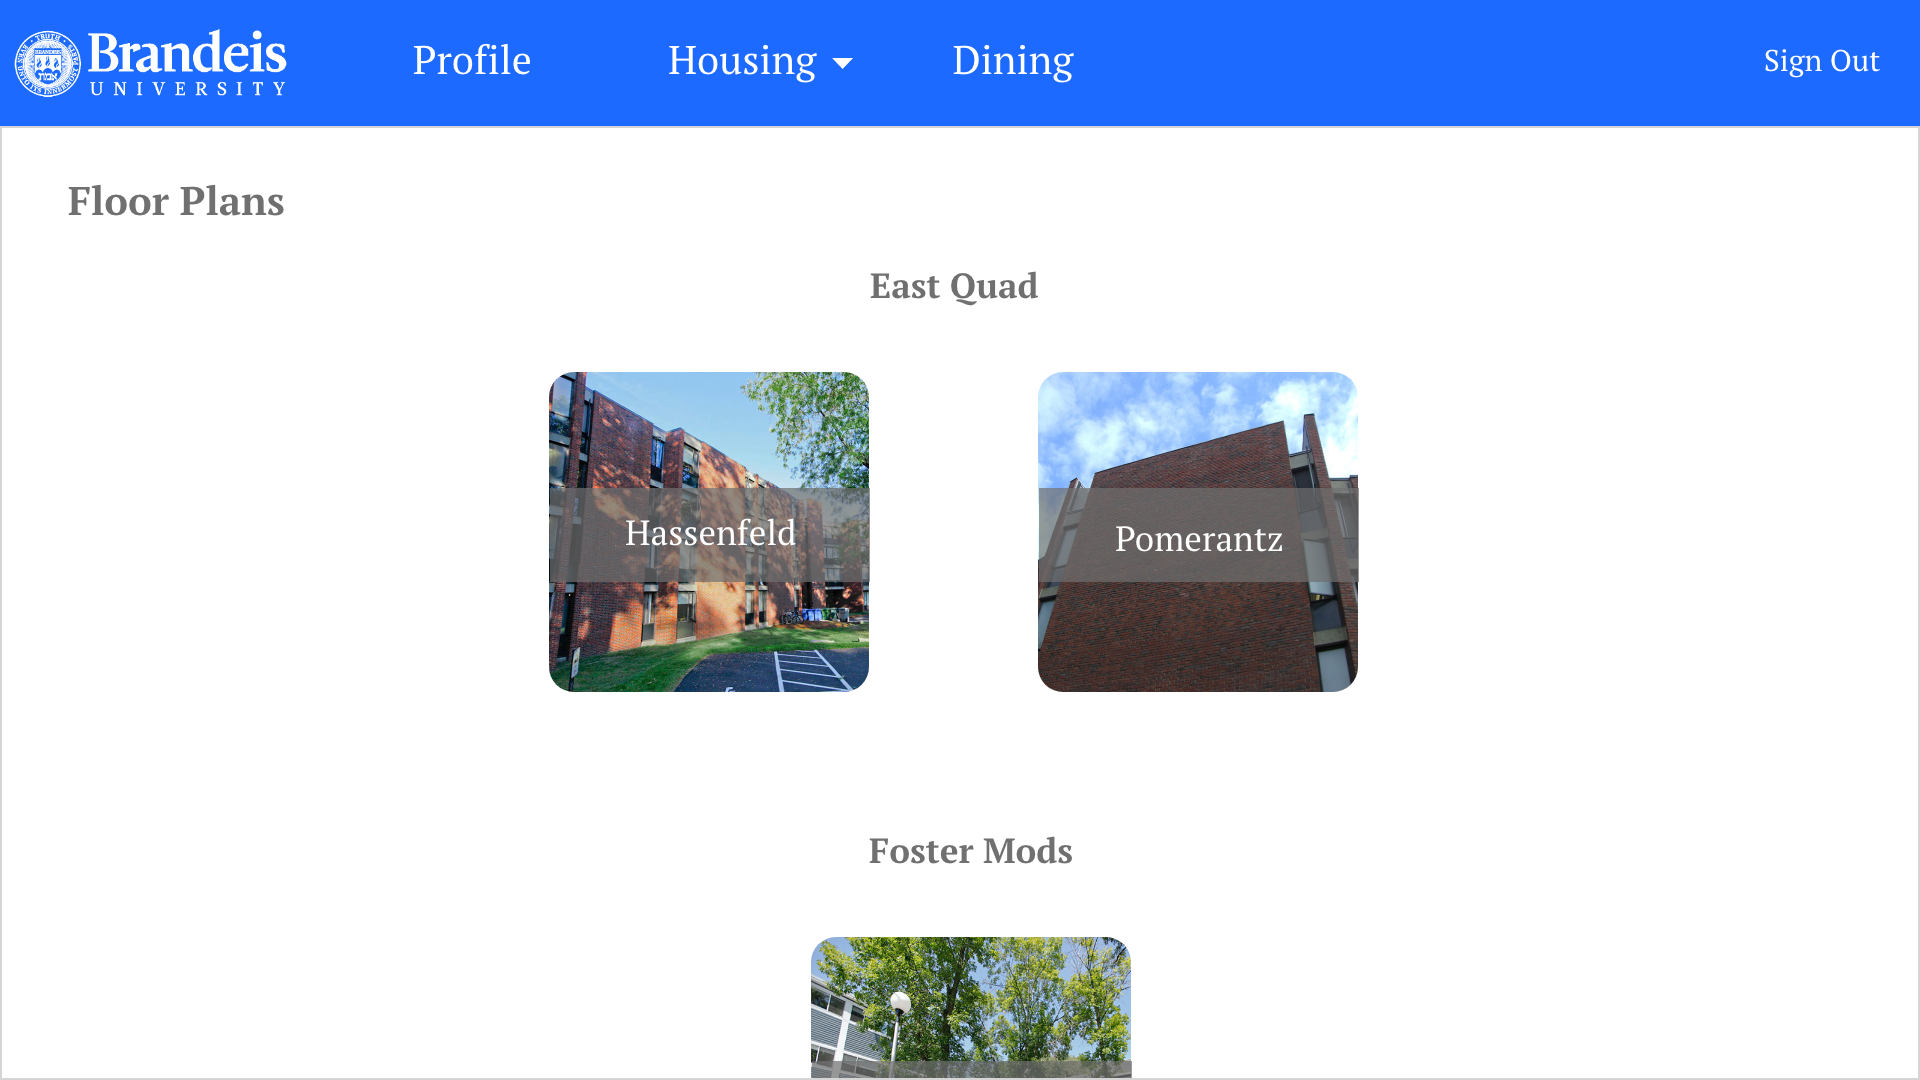 Brandeis
UNIVERSITY
Profile
Housing
Dining
Sign Out
Floor Plans
East Quad
Hassenfeld
Pomerantz
Foster Mods